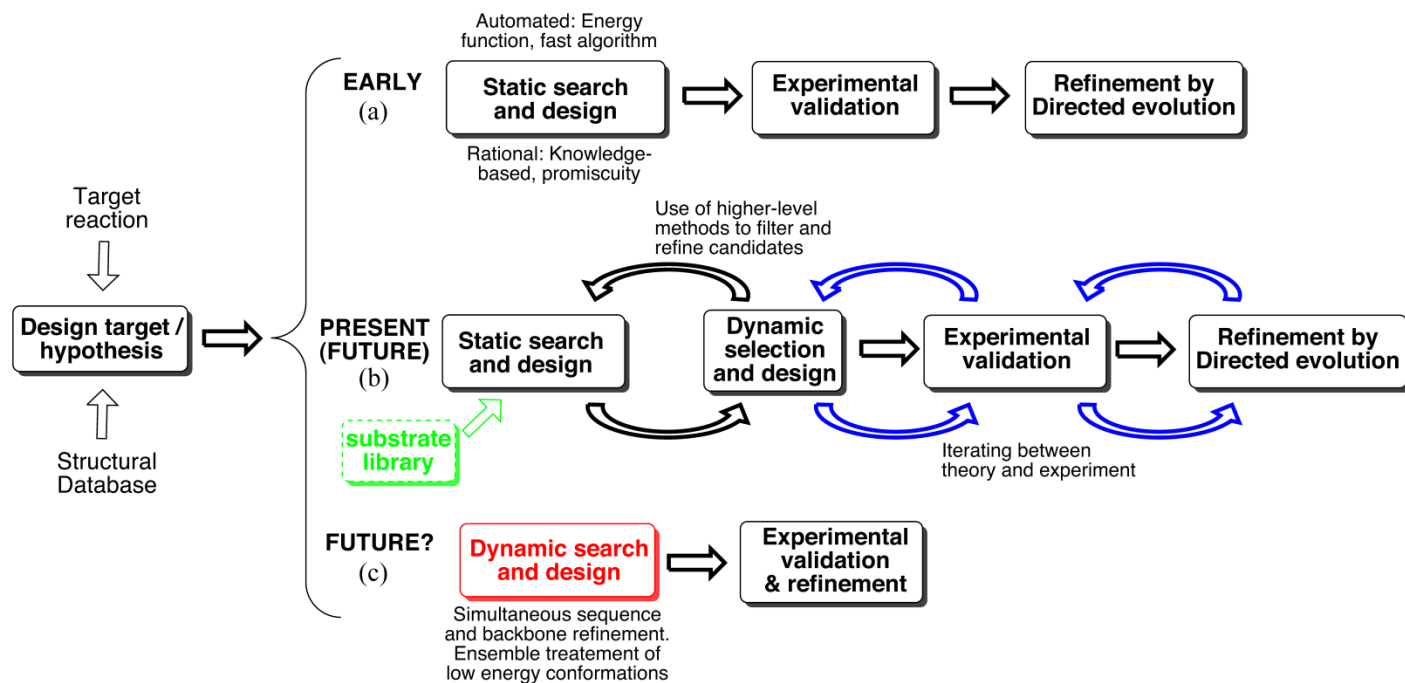 Target
reaction
Design target /
hypothesis
Structural
Database
EARLY
(a)
Automated: Energy
function, fast algorithm
Static search
and design
Rational: Knowledge-
based, promiscuity
Experimental
validation
Refinement by
Directed evolution
PRESENT
(FUTURE)
(b)
Use of higher-level
methods to filter and
refine candidates
Static search
and design
substrate
library
Dynamic
selection
and design
Experimental
validation
Refinement by
Directed evolution
Iterating between
theory and experiment
FUTURE?
(c)
Dynamic search
and design
Simultaneous sequence
and backbone refinement.
Ensemble treatement of
low energy conformations
Experimental
validation
& refinement